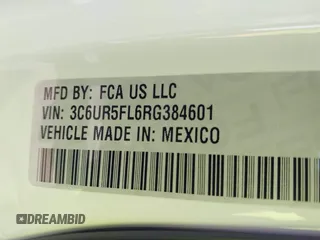 MFD BY: FCA US LLC
VIN: 3C6UR5FL6RG384601
VEHICLE MADE IN: MEXICO
DREAMBID